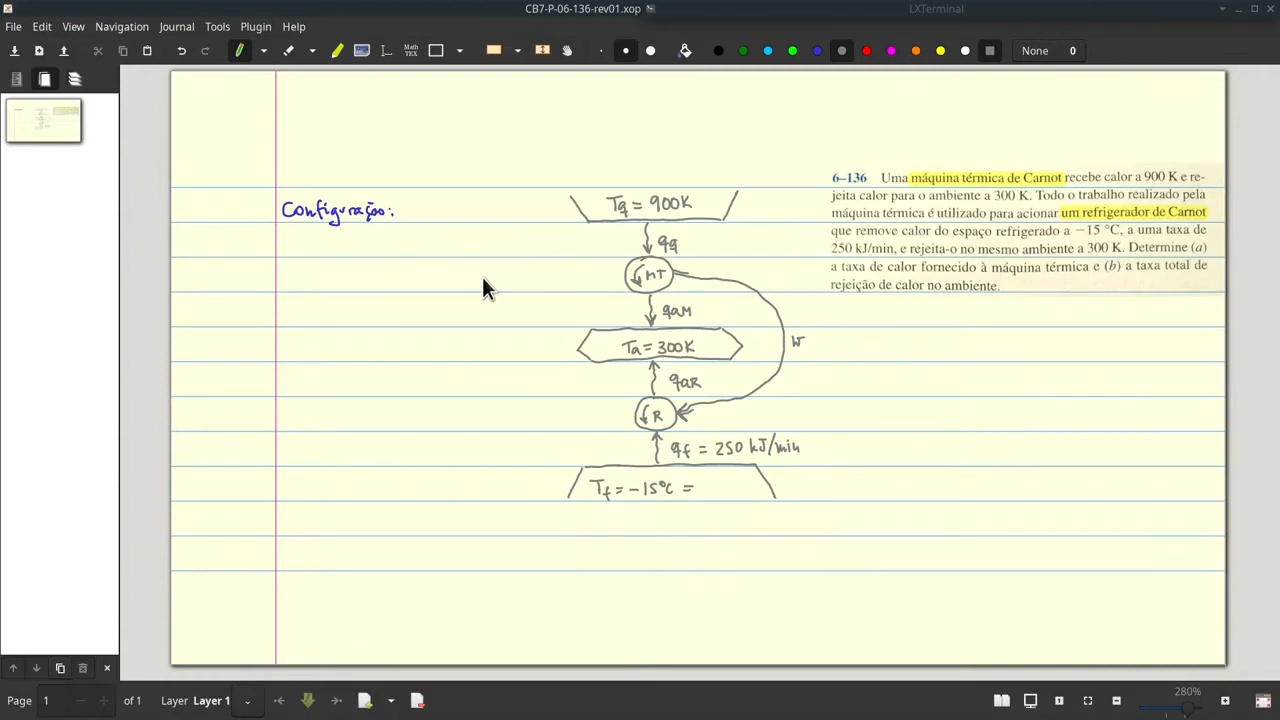 CB7-P-06-136-rev01.xop
LXTerminal
File Edit View Navigation Journal Tools Plugin Help
Math
TEX
None 0
Configuração:
Tq = 900K
qq
MT
qaM
Ta = 300K
W
qaR
R
qf = 250 kJ/min
Tf = -15°C =
6–136 Uma máquina térmica de Carnot recebe calor a 900 K e re-
jeita calor para o ambiente a 300 K. Todo o trabalho realizado pela
máquina térmica é utilizado para acionar um refrigerador de Carnot
que remove calor do espaço refrigerado a −15 °C, a uma taxa de
250 kJ/min, e rejeita-o no mesmo ambiente a 300 K. Determine (a)
a taxa de calor fornecido à máquina térmica e (b) a taxa total de
rejeição de calor no ambiente.
Page 1 of 1 Layer Layer 1
280%